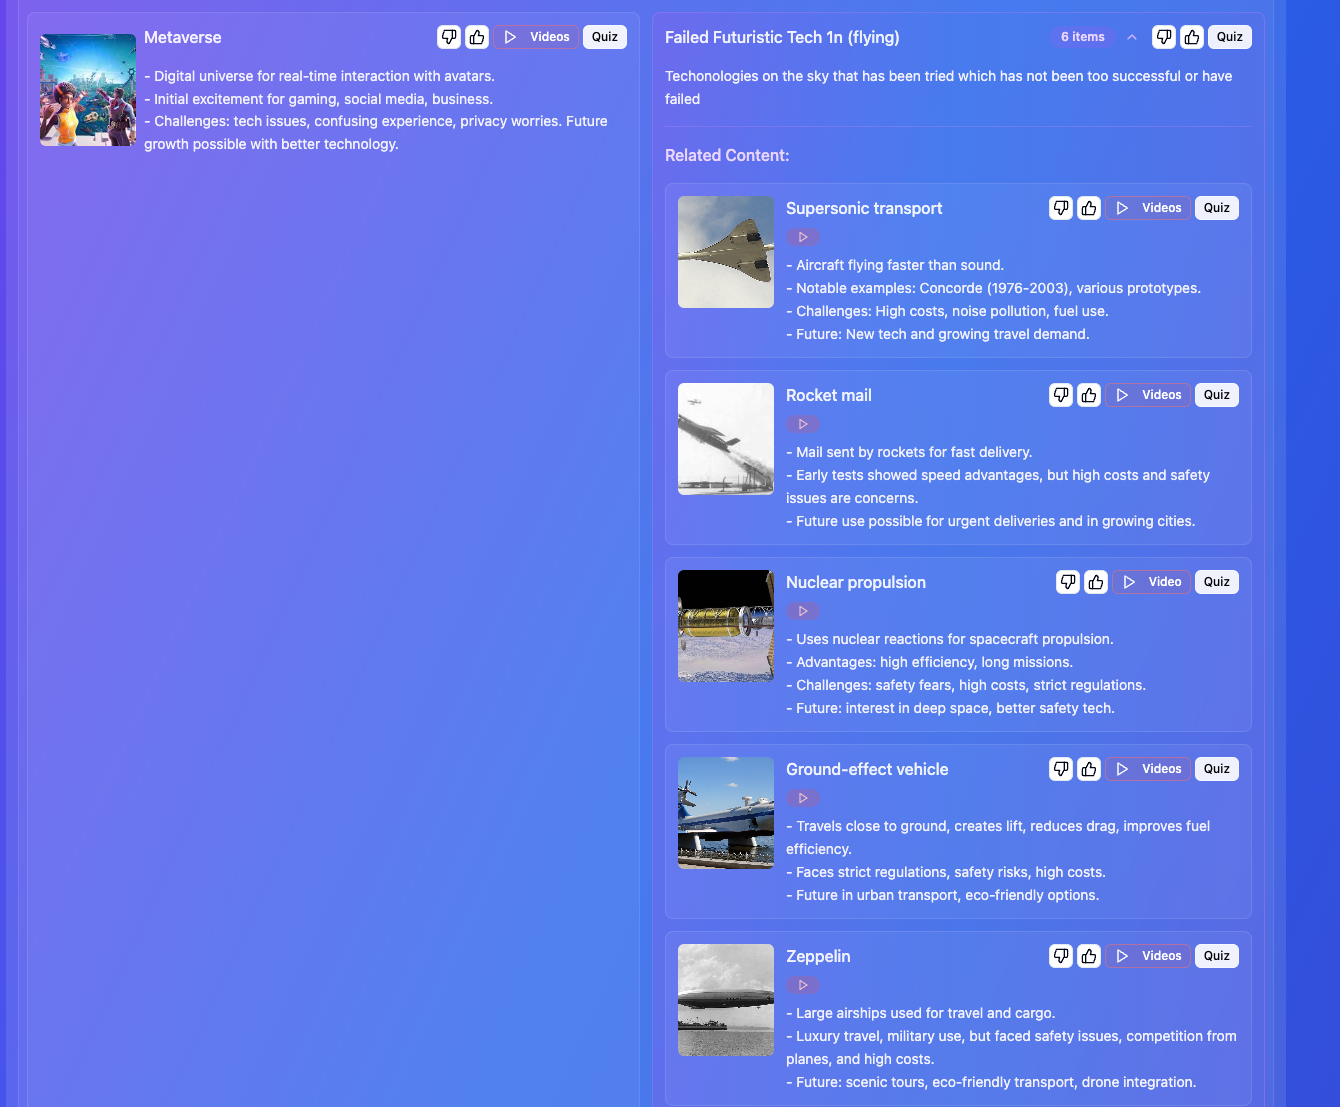 Metaverse
Videos
Quiz
- Digital universe for real-time interaction with avatars.
- Initial excitement for gaming, social media, business.
- Challenges: tech issues, confusing experience, privacy worries. Future
growth possible with better technology.
Failed Futuristic Tech 1n (flying)
6 items
Quiz
Techonologies on the sky that has been tried which has not been too successful or have
failed
Related Content:
Supersonic transport
Videos
Quiz
- Aircraft flying faster than sound.
- Notable examples: Concorde (1976-2003), various prototypes.
- Challenges: High costs, noise pollution, fuel use.
- Future: New tech and growing travel demand.
Rocket mail
Videos
Quiz
- Mail sent by rockets for fast delivery.
- Early tests showed speed advantages, but high costs and safety
issues are concerns.
- Future use possible for urgent deliveries and in growing cities.
Nuclear propulsion
Video
Quiz
- Uses nuclear reactions for spacecraft propulsion.
- Advantages: high efficiency, long missions.
- Challenges: safety fears, high costs, strict regulations.
- Future: interest in deep space, better safety tech.
Ground-effect vehicle
Videos
Quiz
- Travels close to ground, creates lift, reduces drag, improves fuel
efficiency.
- Faces strict regulations, safety risks, high costs.
- Future in urban transport, eco-friendly options.
Zeppelin
Videos
Quiz
- Large airships used for travel and cargo.
- Luxury travel, military use, but faced safety issues, competition from
planes, and high costs.
- Future: scenic tours, eco-friendly transport, drone integration.